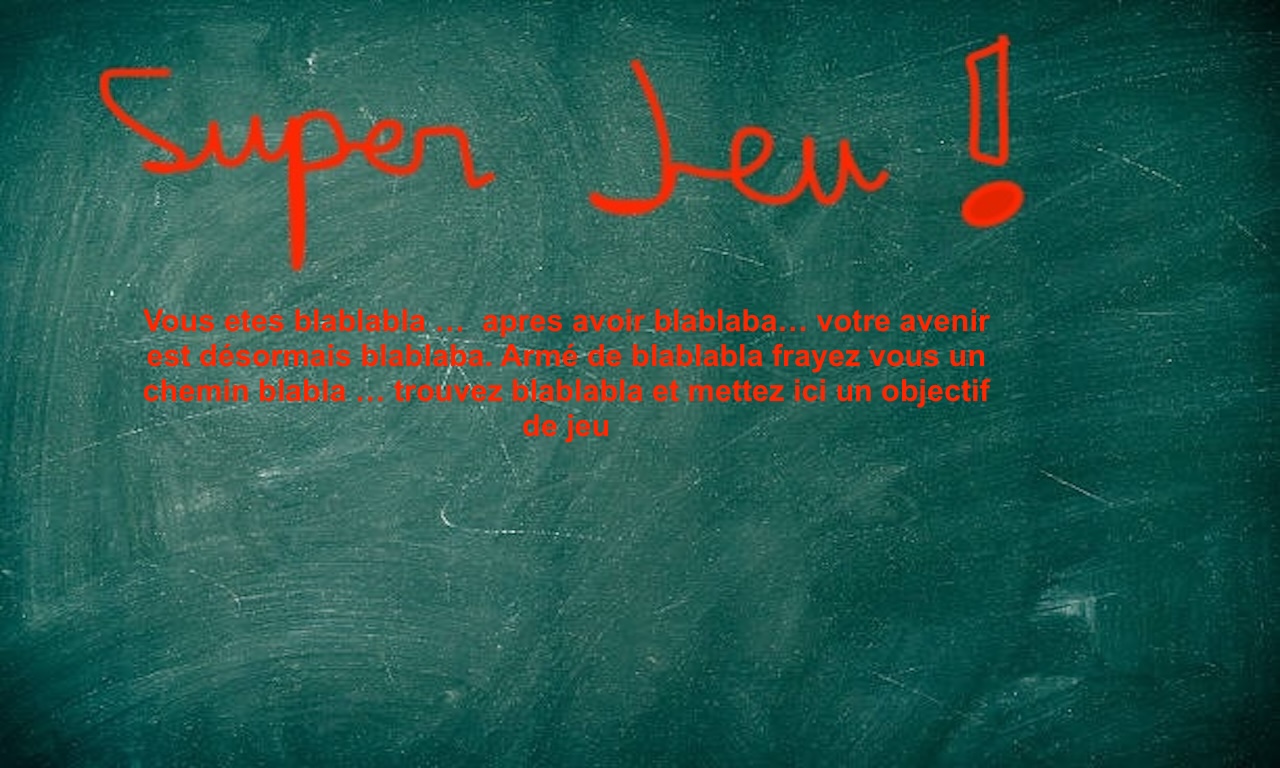 Super Jeu !
Vous etes blablabla … apres avoir blablaba… votre avenir
est désormais blablaba. Armé de blablabla frayez vous un
chemin blabla … trouvez blablabla et mettez ici un objectif
de jeu